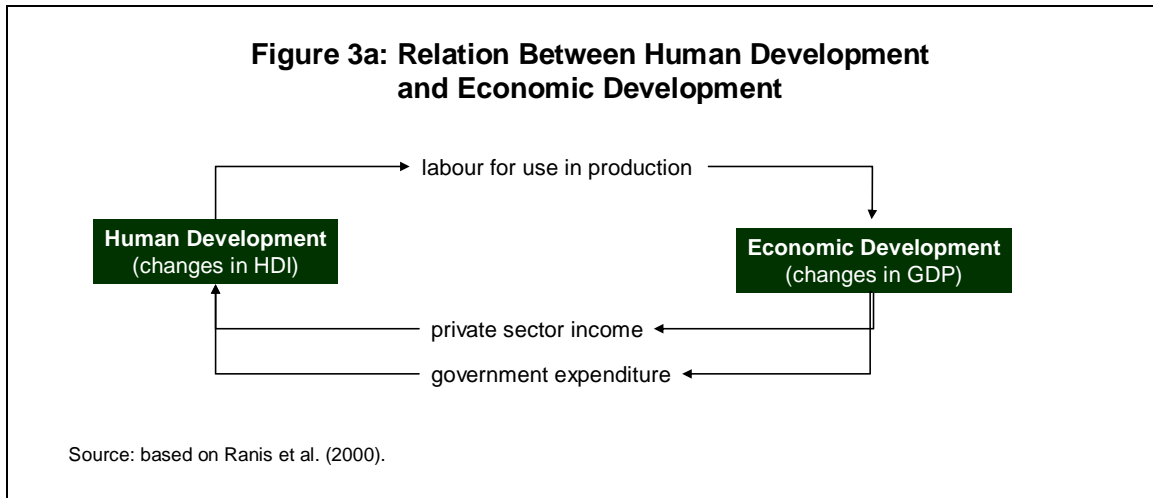 Figure 3a: Relation Between Human Development
and Economic Development
labour for use in production
Human Development
(changes in HDI)
Economic Development
(changes in GDP)
private sector income
government expenditure
Source: based on Ranis et al. (2000).